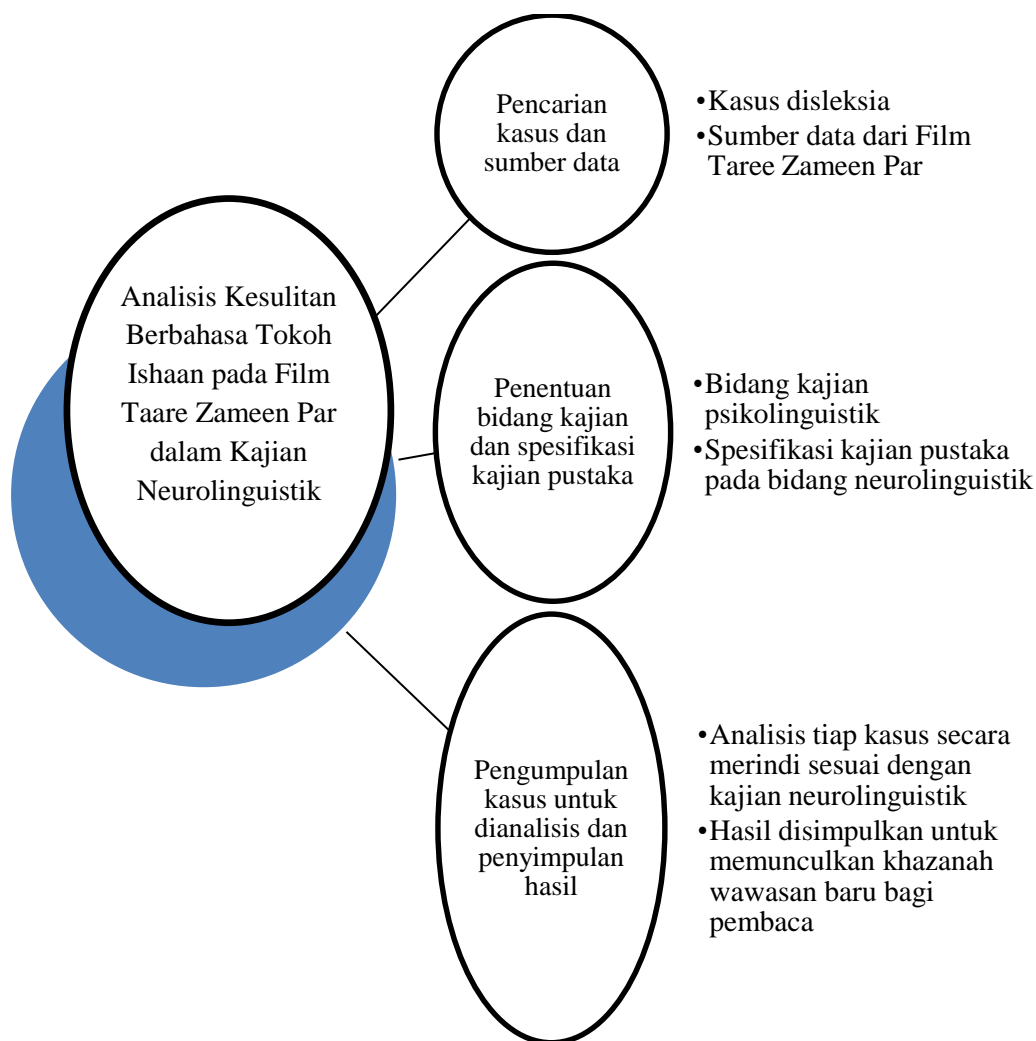 Analisis Kesulitan
Berbahasa Tokoh
Ishaan pada Film
Taare Zameen Par
dalam Kajian
Neurolinguistik
Pencarian
kasus dan
sumber data
•Kasus disleksia
•Sumber data dari Film
Taree Zameen Par
Penentuan
bidang kajian
dan spesifikasi
kajian pustaka
•Bidang kajian
psikolinguistik
•Spesifikasi kajian pustaka
pada bidang neurolinguistik
Pengumpulan
kasus untuk
dianalisis dan
penyimpulan
hasil
•Analisis tiap kasus secara
merindi sesuai dengan
kajian neurolinguistik
•Hasil disimpulkan untuk
memunculkan khazanah
wawasan baru bagi
pembaca